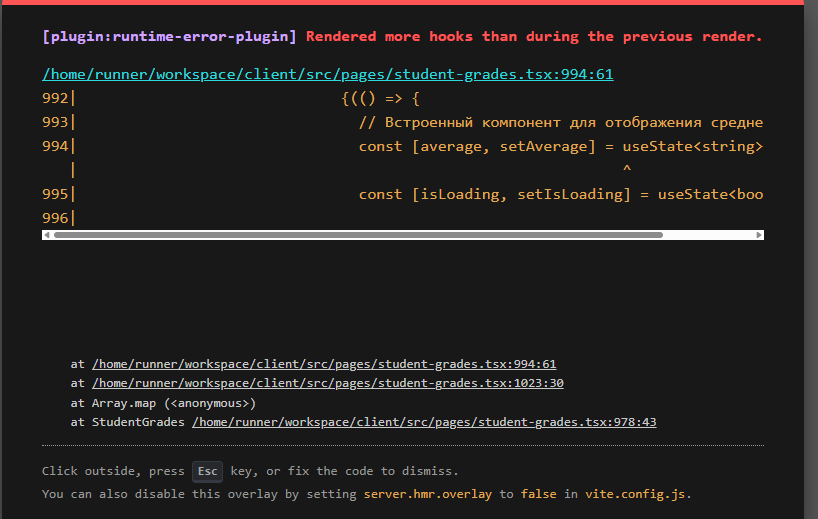 [plugin:runtime-error-plugin] Rendered more hooks than during the previous render.
/home/runner/workspace/client/src/pages/student-grades.tsx:994:61
992| {(() => {
993| // Встроенный компонент для отображения средне
994| const [average, setAverage] = useState<string>
| ^
995| const [isLoading, setIsLoading] = useState<boo
996|
at /home/runner/workspace/client/src/pages/student-grades.tsx:994:61
at /home/runner/workspace/client/src/pages/student-grades.tsx:1023:30
at Array.map (<anonymous>)
at StudentGrades /home/runner/workspace/client/src/pages/student-grades.tsx:978:43
Click outside, press Esc key, or fix the code to dismiss.
You can also disable this overlay by setting server.hmr.overlay to false in vite.config.js.